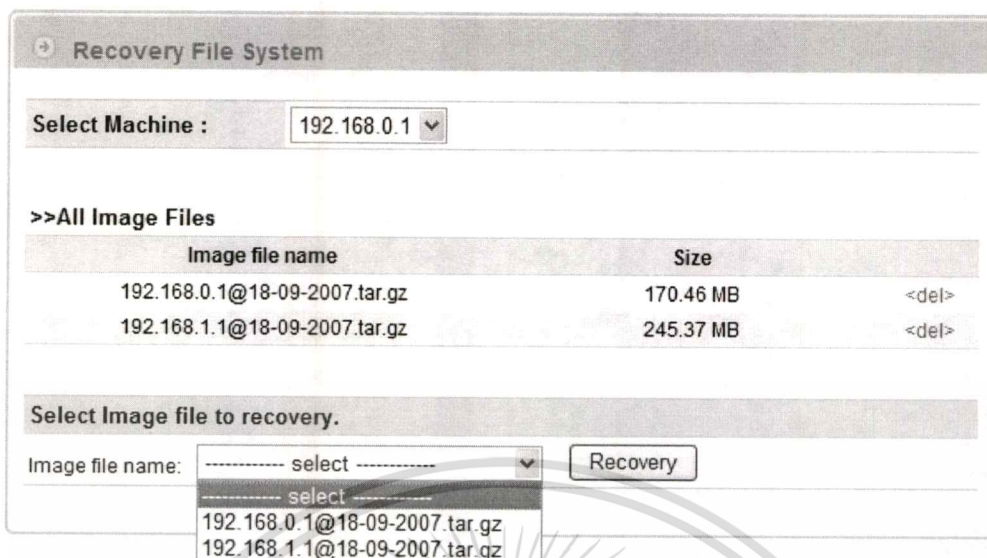 Recovery File System
Select Machine : 192.168.0.1
>>All Image Files
Image file name Size
192.168.0.1@18-09-2007.tar.gz 170.46 MB <del>
192.168.1.1@18-09-2007.tar.gz 245.37 MB <del>
Select Image file to recovery.
Image file name: ------------ select ------------ Recovery
------------ select ------------
192.168.0.1@18-09-2007.tar.gz
192.168.1.1@18-09-2007.tar.gz